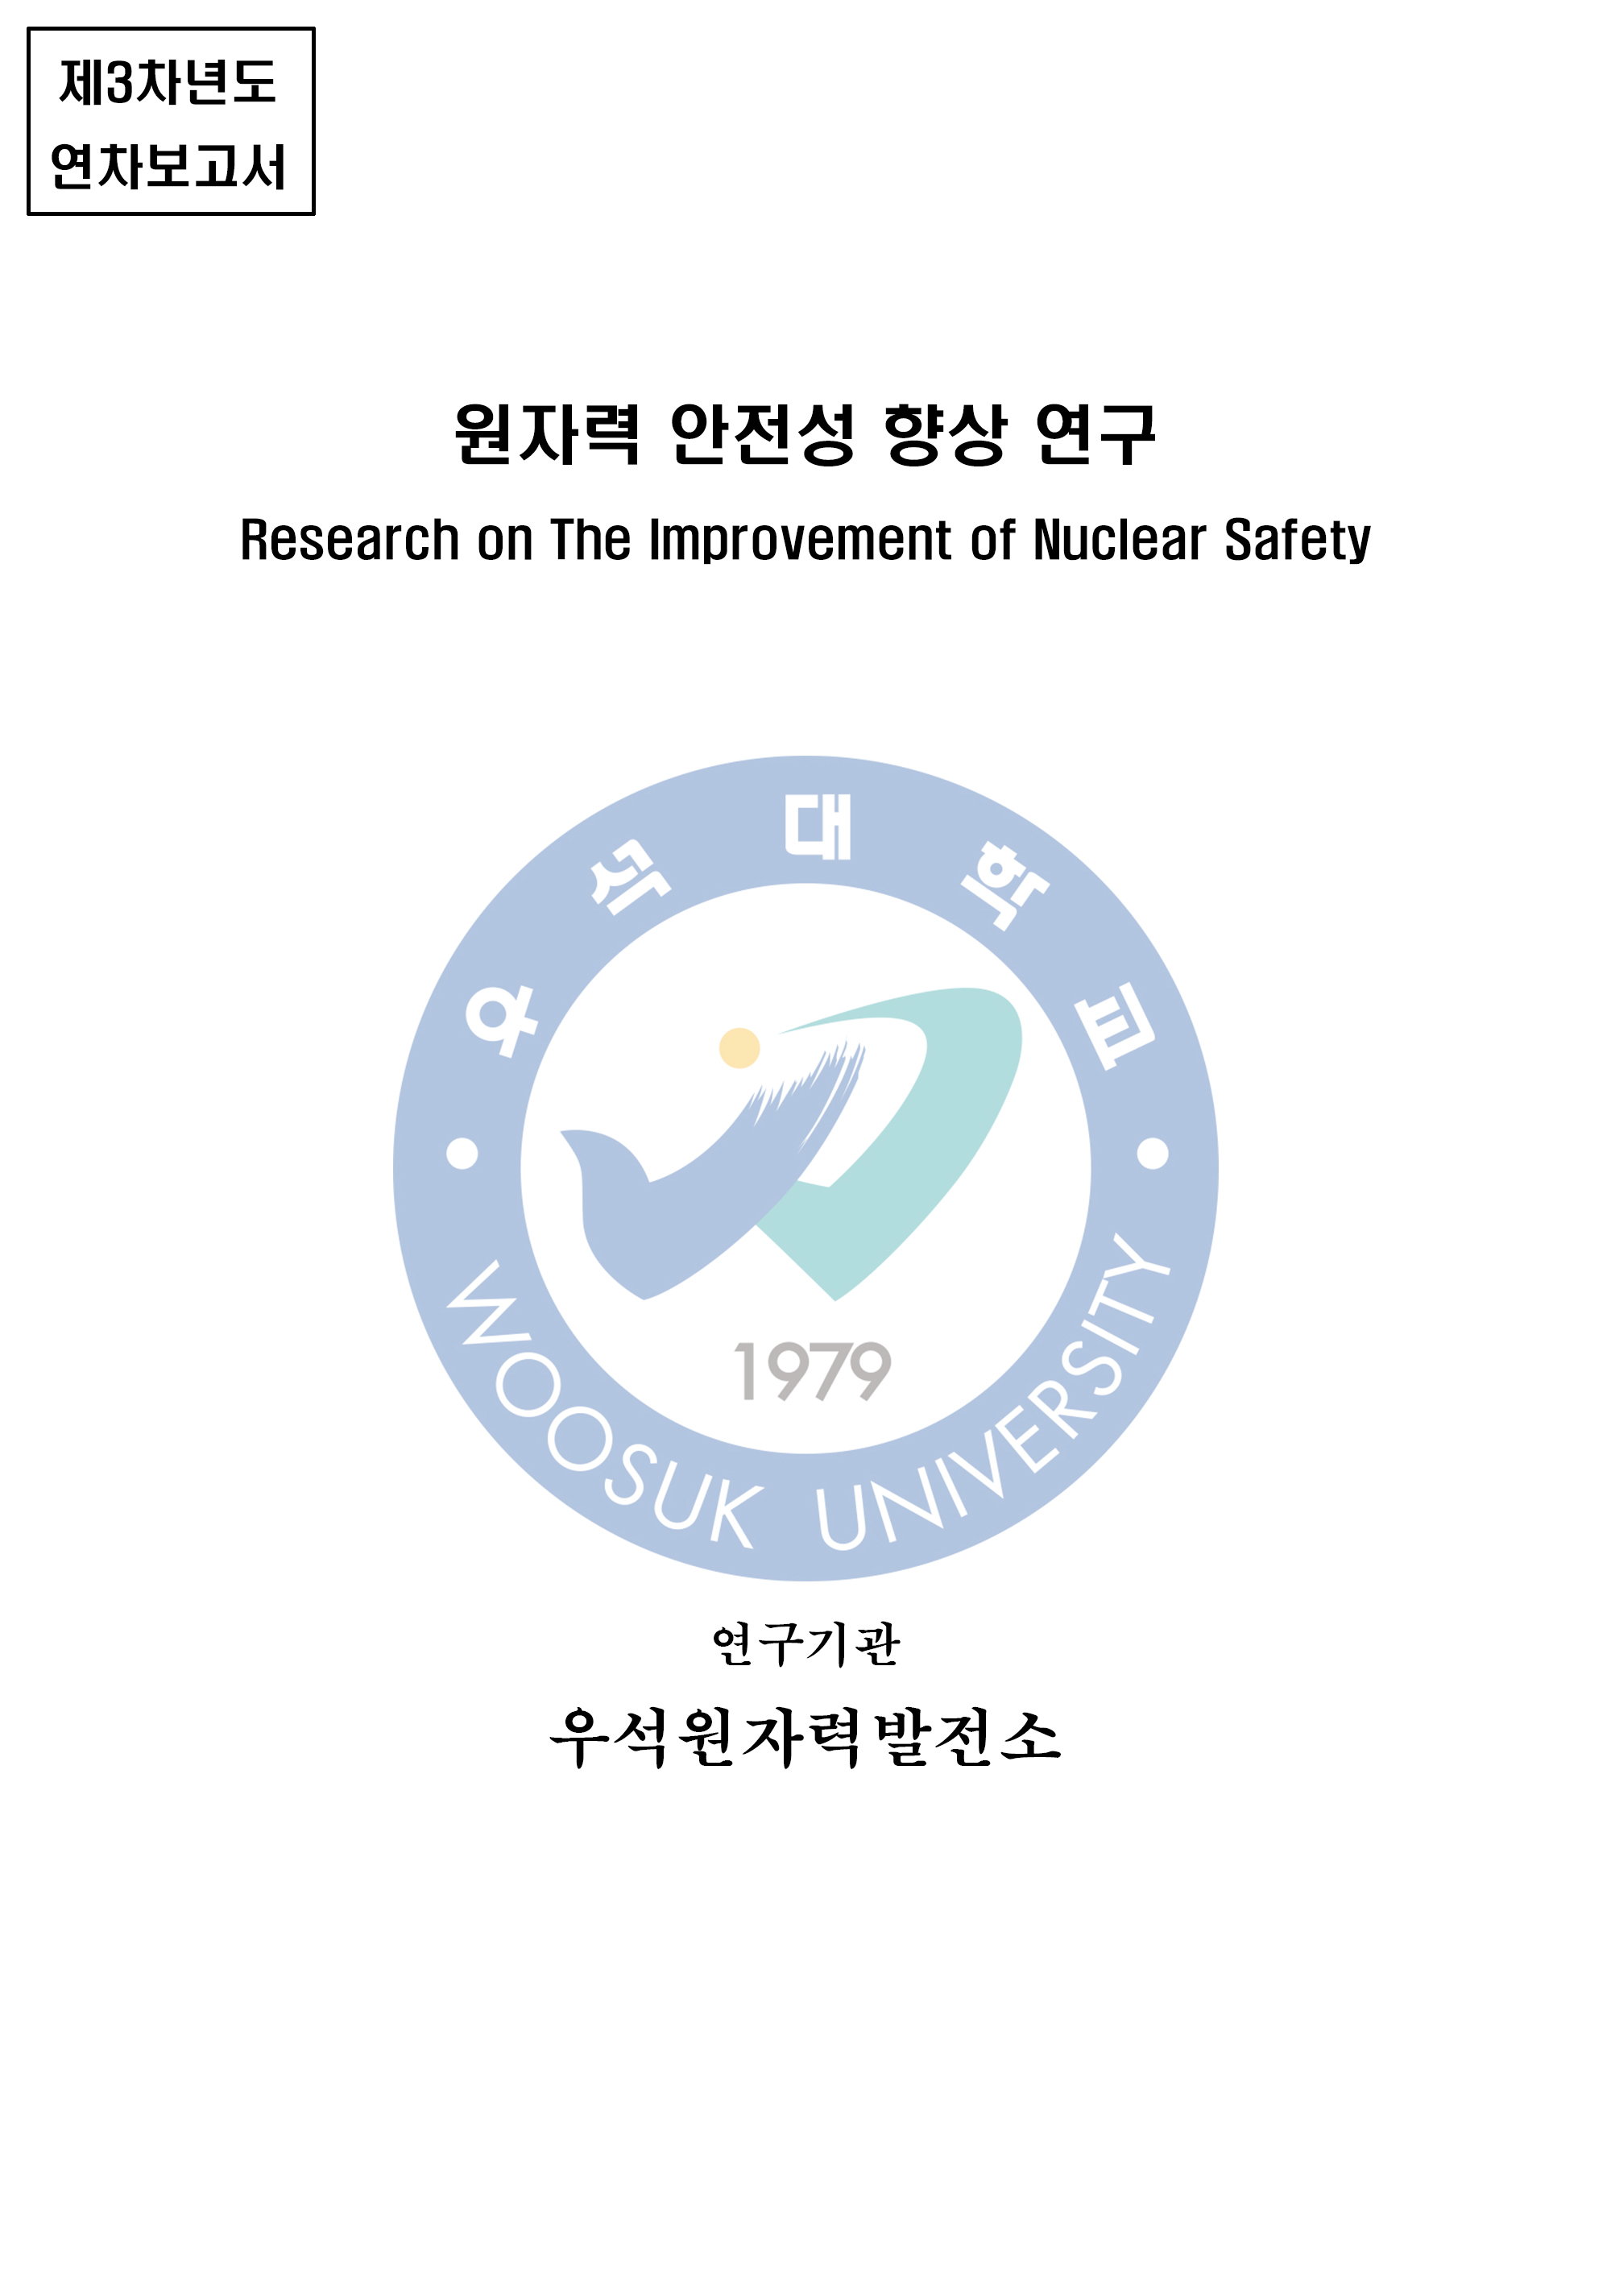 제3차년도
연차보고서
원자력 안전성 향상 연구
Research on The Improvement of Nuclear Safety
우석대학교
1979
WOOSUK UNIVERSITY
연구기관
우석원자력발전소